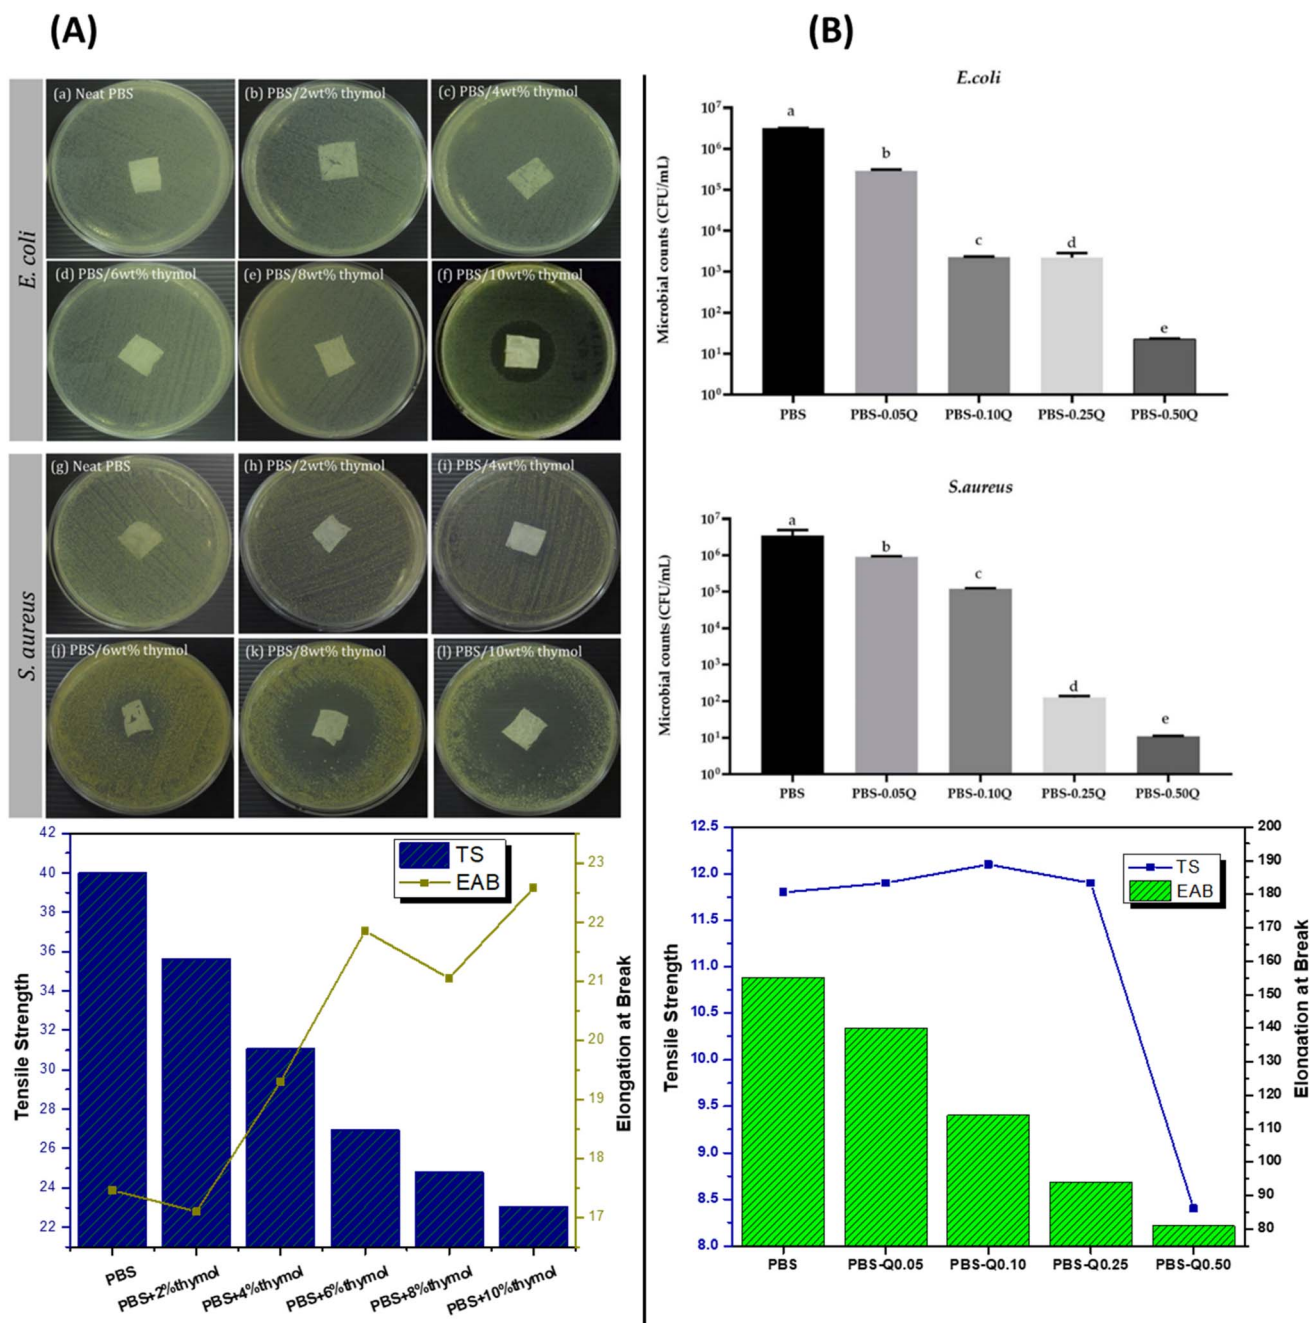 (A)
(B)
E. coli
(a) Neat PBS
(b) PBS/2wt% thymol
(c) PBS/4wt% thymol
(d) PBS/6wt% thymol
(e) PBS/8wt% thymol
(f) PBS/10wt% thymol
S. aureus
(g) Neat PBS
(h) PBS/2wt% thymol
(i) PBS/4wt% thymol
(j) PBS/6wt% thymol
(k) PBS/8wt% thymol
(l) PBS/10wt% thymol
Tensile Strength
42
40
38
36
34
32
30
28
26
24
22
TS
EAB
23
22
21
20
19
18
17
Elongation at Break
PBS
PBS+2%thymol
PBS+4%thymol
PBS+6%thymol
PBS+8%thymol
PBS+10%thymol
E.coli
Microbial counts (CFU/mL)
10⁷
10⁶
10⁵
10⁴
10³
10²
10¹
10⁰
a
b
c
d
e
PBS
PBS-0.05Q
PBS-0.10Q
PBS-0.25Q
PBS-0.50Q
S.aureus
Microbial counts (CFU/mL)
10⁷
10⁶
10⁵
10⁴
10³
10²
10¹
10⁰
a
b
c
d
e
PBS
PBS-0.05Q
PBS-0.10Q
PBS-0.25Q
PBS-0.50Q
Tensile Strength
12.5
12.0
11.5
11.0
10.5
10.0
9.5
9.0
8.5
8.0
TS
EAB
200
190
180
170
160
150
140
130
120
110
100
90
80
Elongation at Break
PBS
PBS-Q0.05
PBS-Q0.10
PBS-Q0.25
PBS-Q0.50